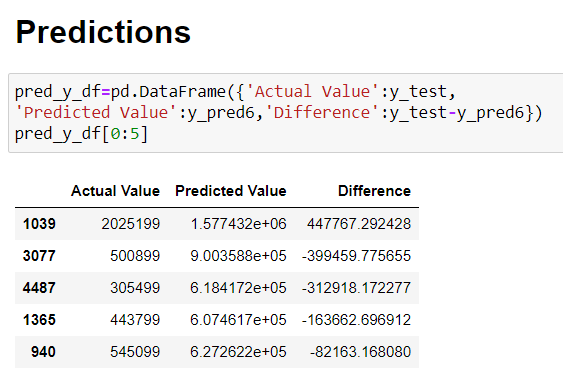 Predictions
pred_y_df=pd.DataFrame({'Actual Value':y_test,
'Predicted Value':y_pred6,'Difference':y_test-y_pred6})
pred_y_df[0:5]
Actual Value Predicted Value Difference
1039 2025199 1.577432e+06 447767.292428
3077 500899 9.003588e+05 -399459.775655
4487 305499 6.184172e+05 -312918.172277
1365 443799 6.074617e+05 -163662.696912
940 545099 6.272622e+05 -82163.168080